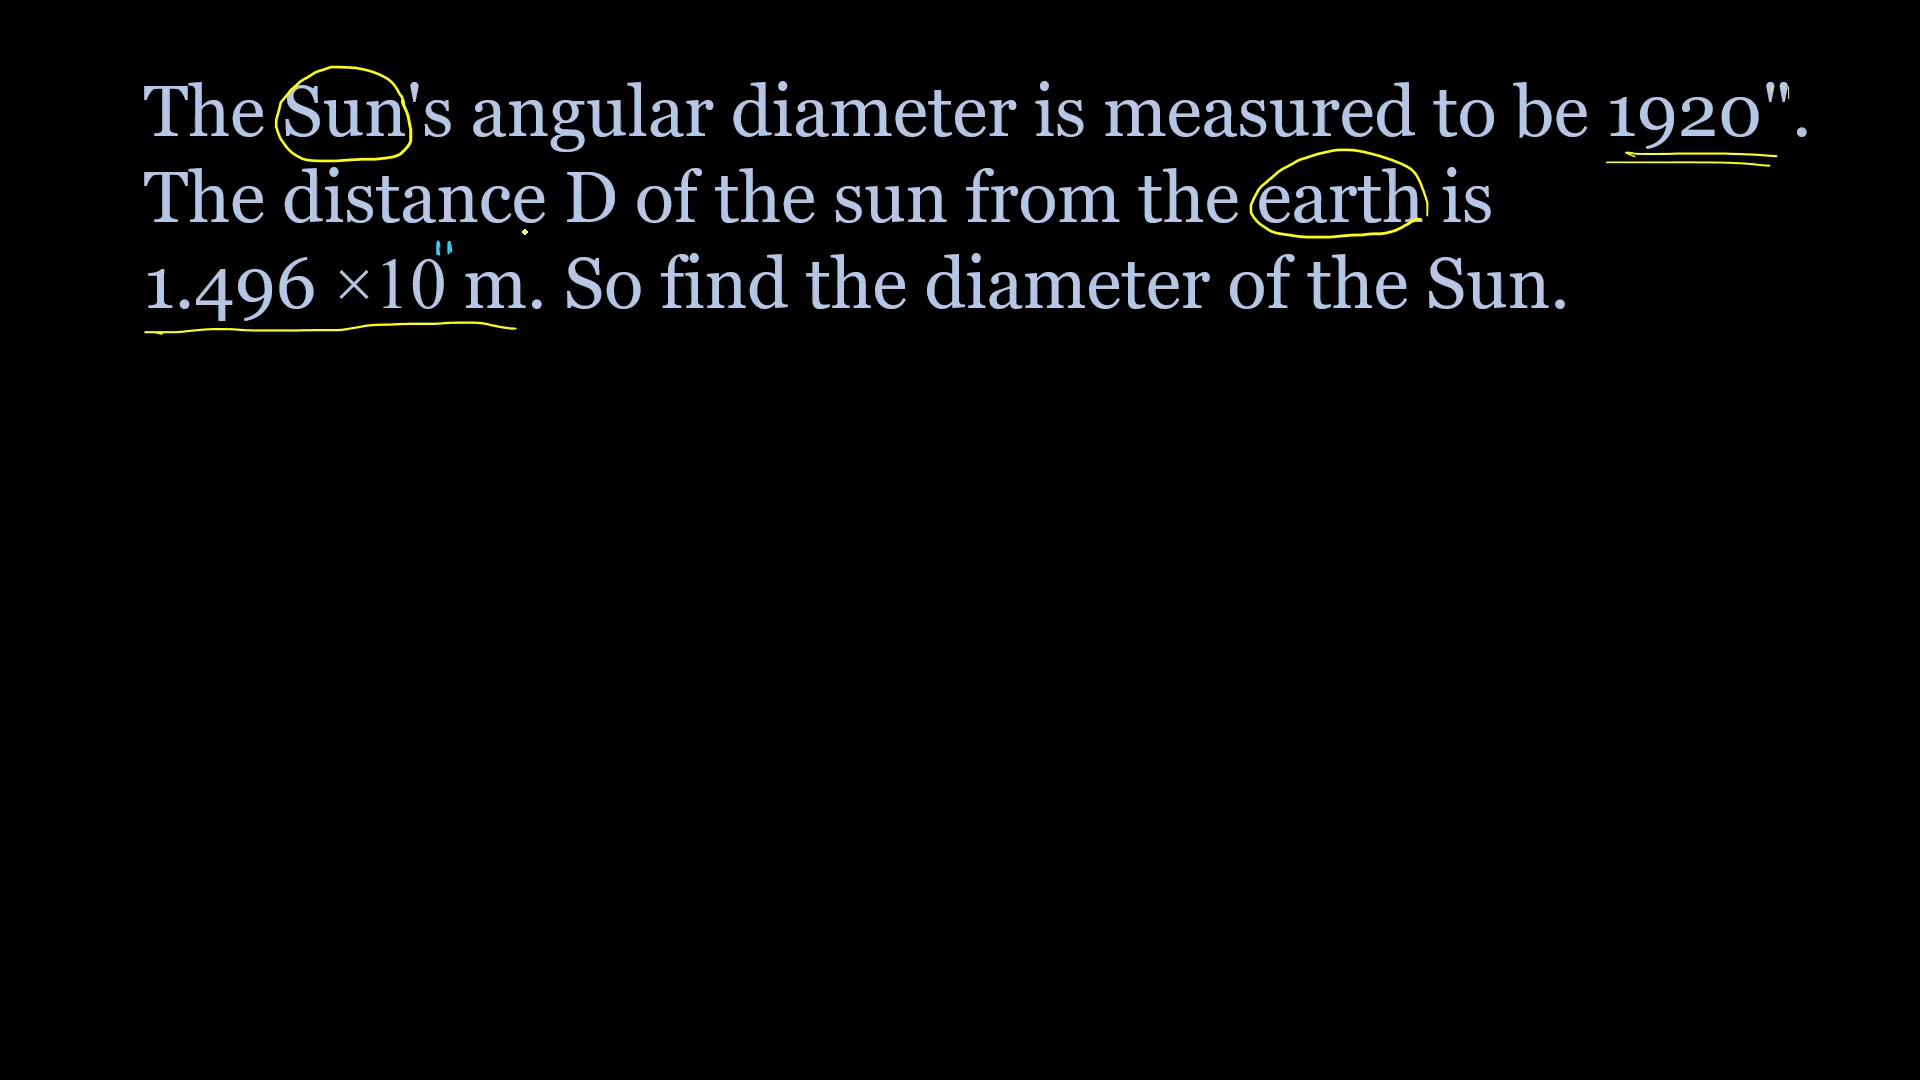 The Sun's angular diameter is measured to be 1920".
The distance D of the sun from the earth is
1.496 ×10" m. So find the diameter of the Sun.